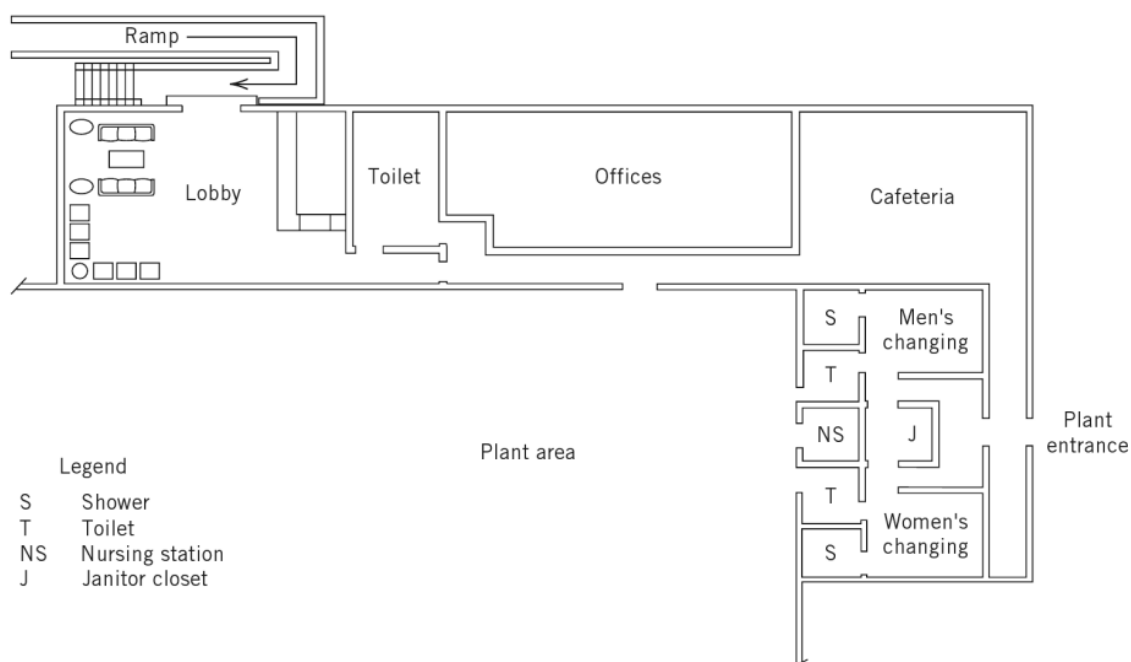 Ramp
Toilet
Offices
Lobby
Cafeteria
S
Men's
changing
T
NS
J
Plant
entrance
Plant area
T
Women's
changing
S
Legend
S Shower
T Toilet
NS Nursing station
J Janitor closet